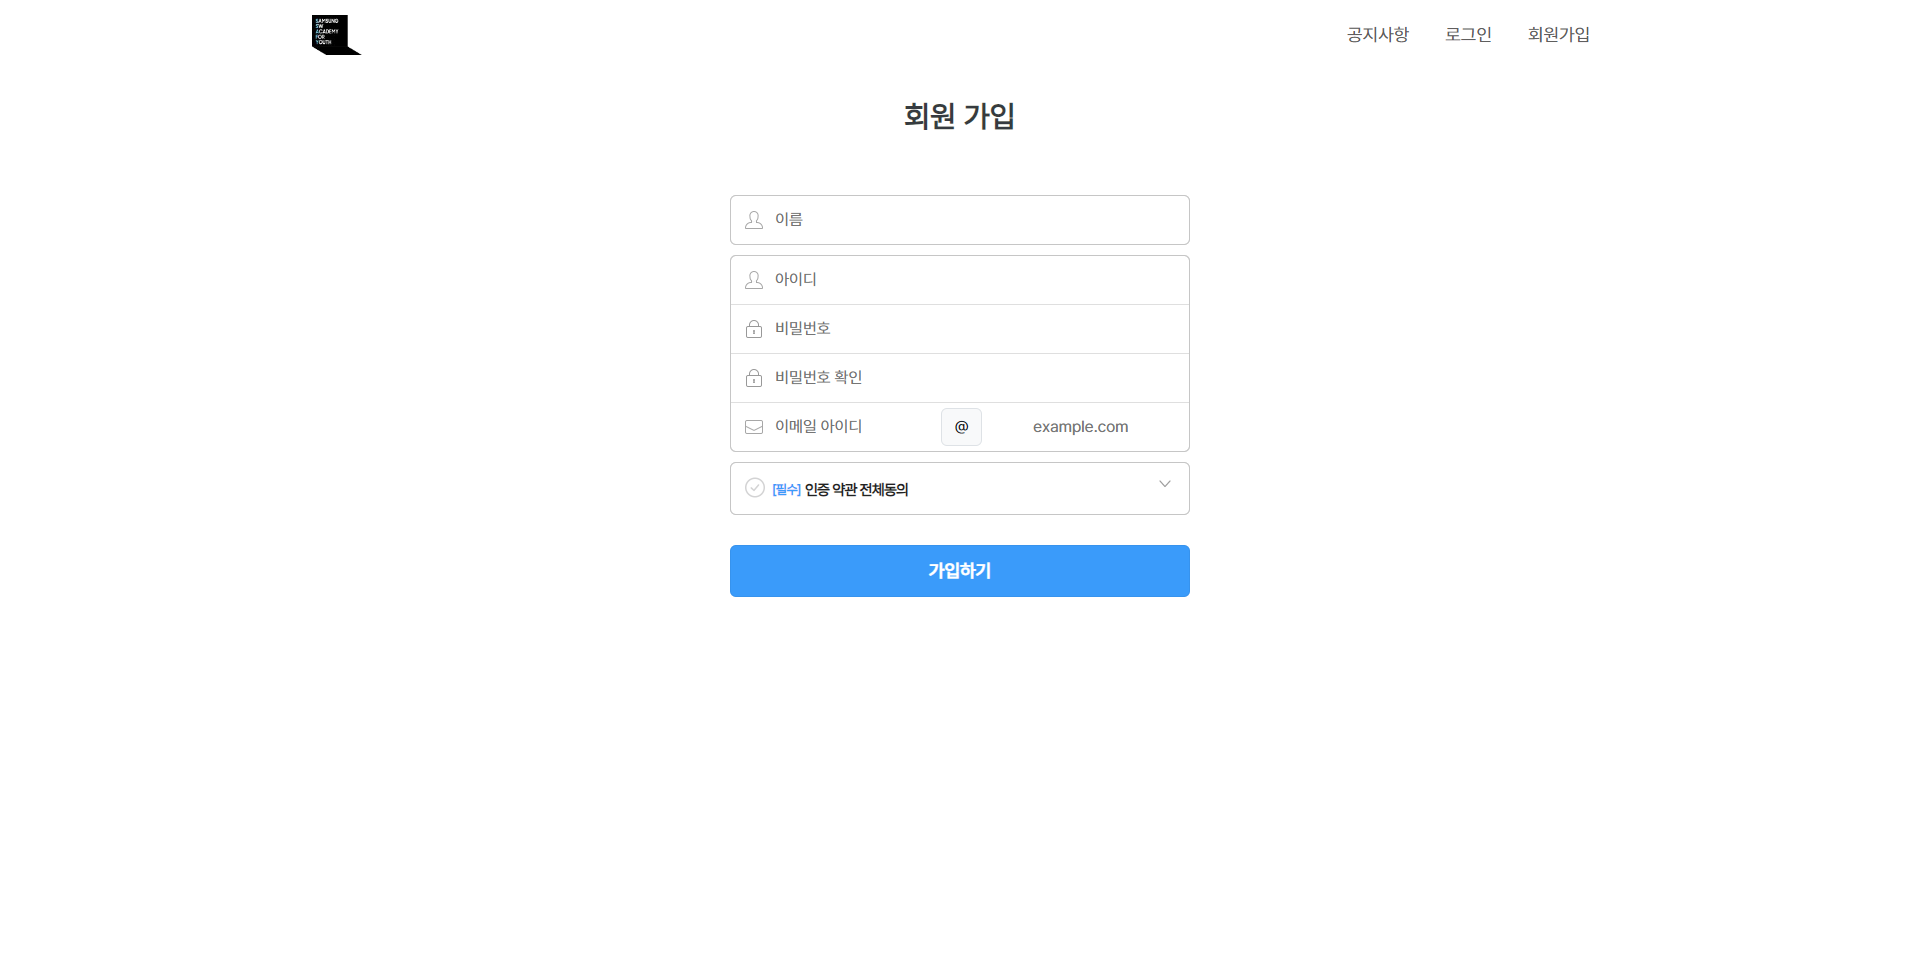 SAMSUNG
SW
ACADEMY
FOR
YOUTH
공지사항 로그인 회원가입
회원 가입
이름
아이디
비밀번호
비밀번호 확인
이메일 아이디 @ example.com
[필수] 인증 약관 전체동의
가입하기